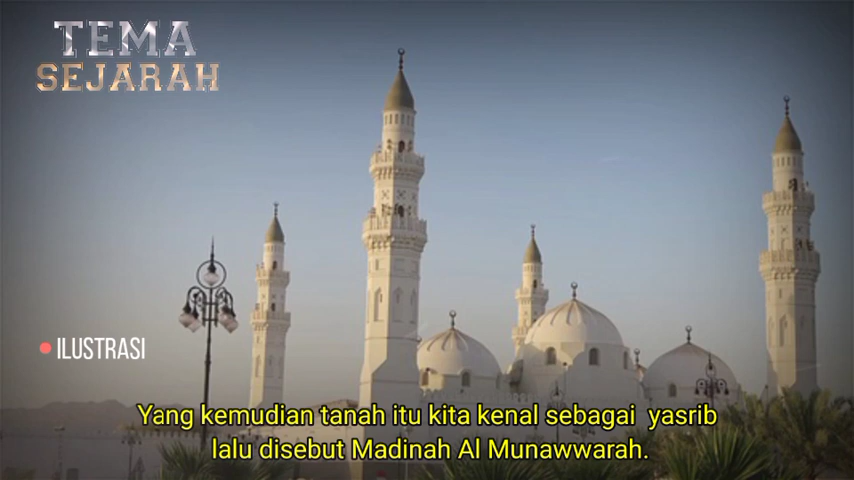 TEMA
SEJARAH
ILUSTRASI
Yang kemudian tanah itu kita kenal sebagai  yasrib
lalu disebut Madinah Al Munawwarah.